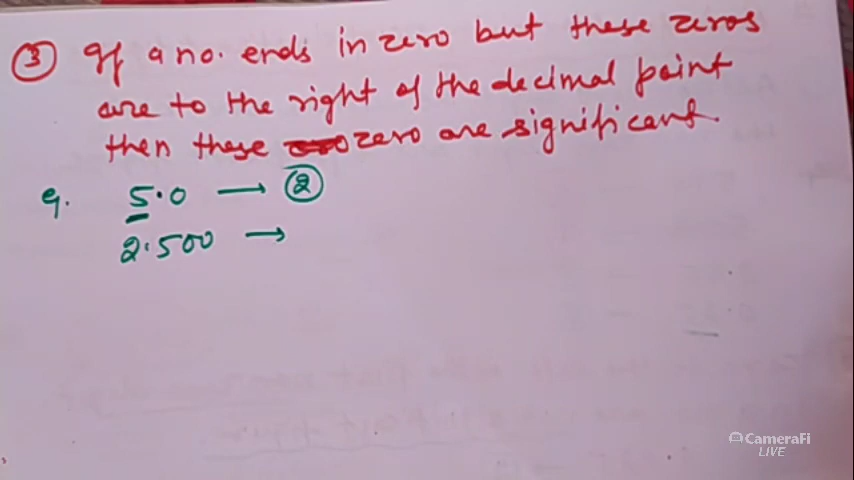 ③ If a no. ends in zero but these zeros
are to the right of the decimal point
then these zero are significant.
eg. 5.0 → ②
2.500 →
CameraFi
LIVE